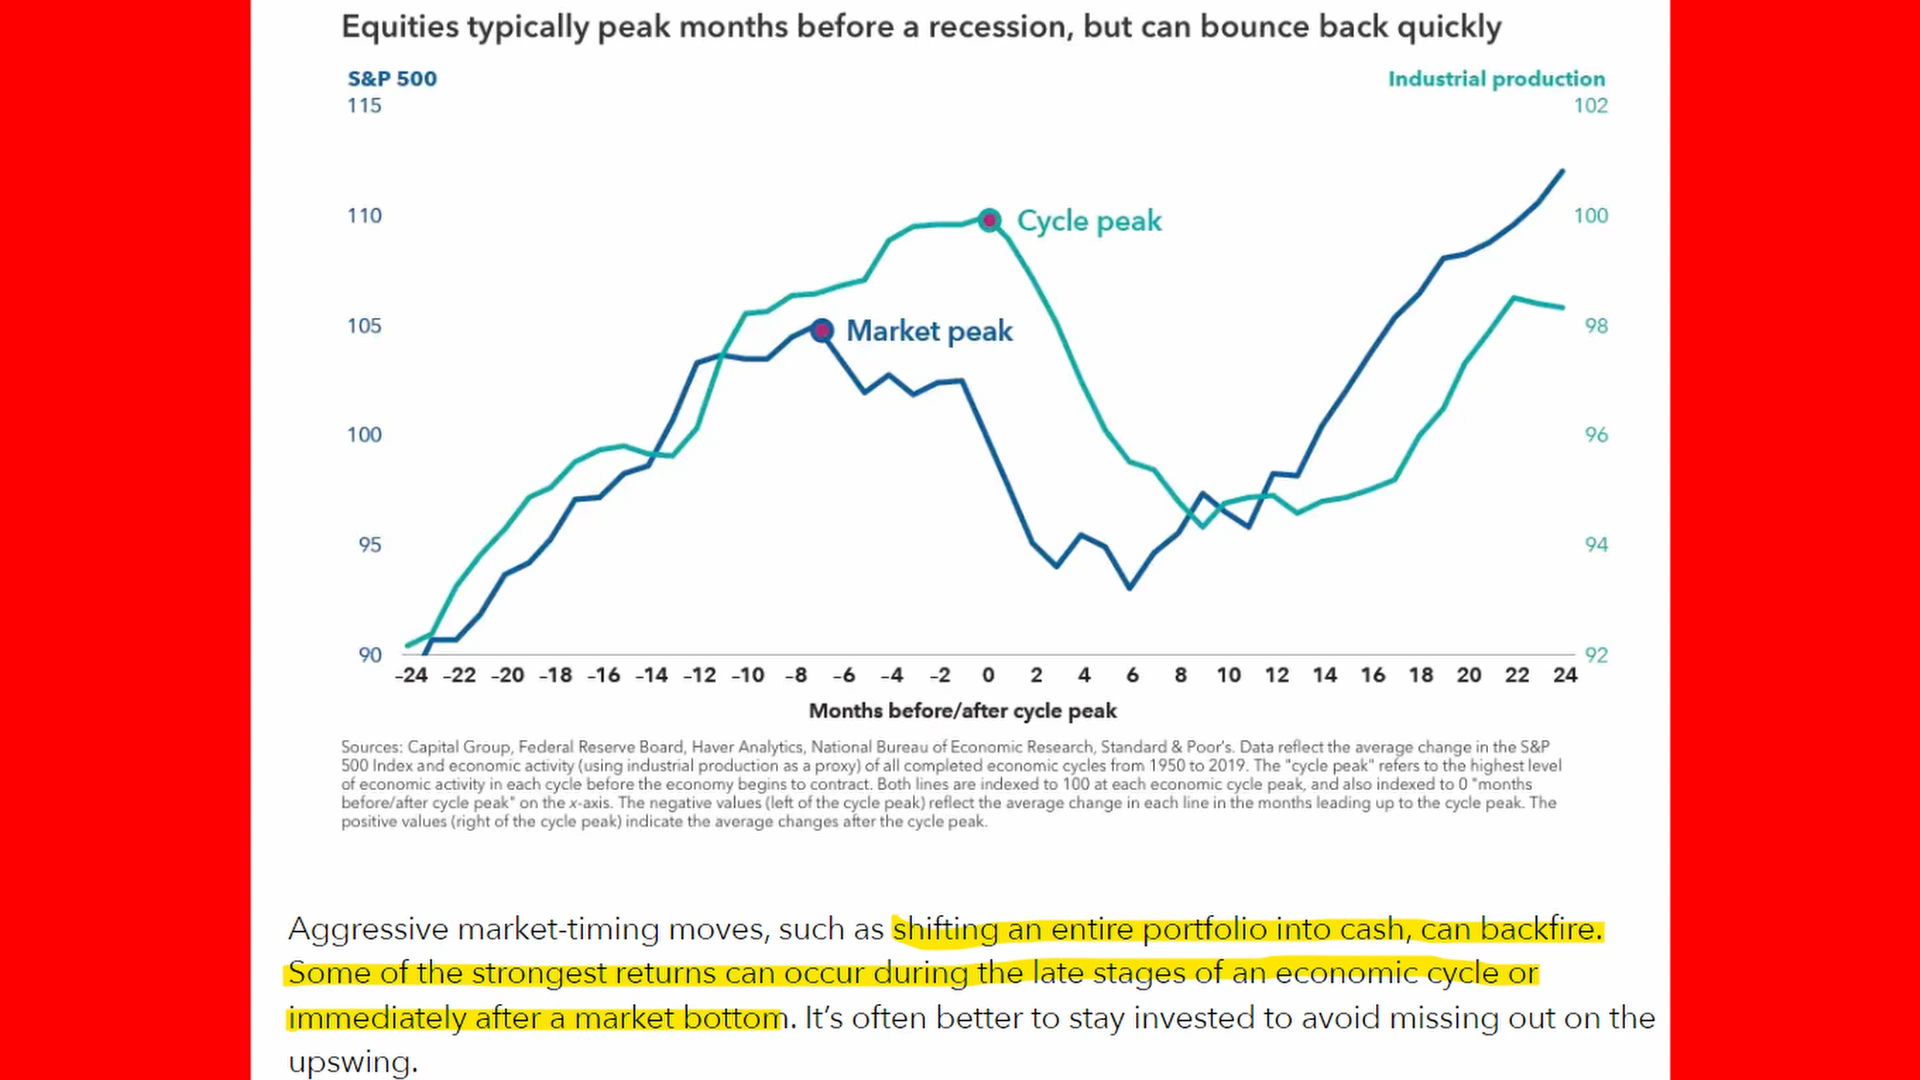 Equities typically peak months before a recession, but can bounce back quickly
S&P 500
Industrial production
115
102
110
Cycle peak
100
105
Market peak
98
100
96
95
94
90
92
–24 –22 –20 –18 –16 –14 –12 –10 –8 –6 –4 –2 0 2 4 6 8 10 12 14 16 18 20 22 24
Months before/after cycle peak
Sources: Capital Group, Federal Reserve Board, Haver Analytics, National Bureau of Economic Research, Standard & Poor's. Data reflect the average change in the S&P
500 Index and economic activity (using industrial production as a proxy) of all completed economic cycles from 1950 to 2019. The "cycle peak" refers to the highest level
of economic activity in each cycle before the economy begins to contract. Both lines are indexed to 100 at each economic cycle peak, and also indexed to 0 "months
before/after cycle peak" on the x-axis. The negative values (left of the cycle peak) reflect the average change in each line in the months leading up to the cycle peak. The
positive values (right of the cycle peak) indicate the average changes after the cycle peak.
Aggressive market-timing moves, such as shifting an entire portfolio into cash, can backfire.
Some of the strongest returns can occur during the late stages of an economic cycle or
immediately after a market bottom. It’s often better to stay invested to avoid missing out on the
upswing.